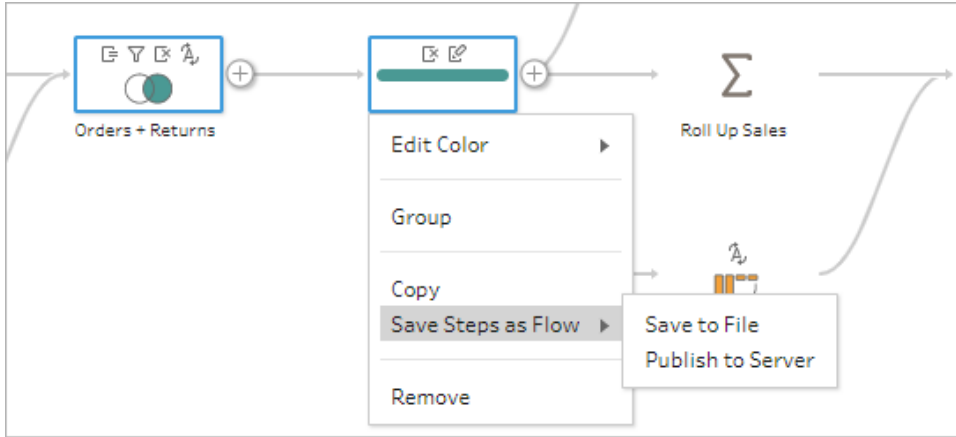 Orders + Returns
Roll Up Sales
Edit Color
Group
Copy
Save Steps as Flow
Save to File
Publish to Server
Remove